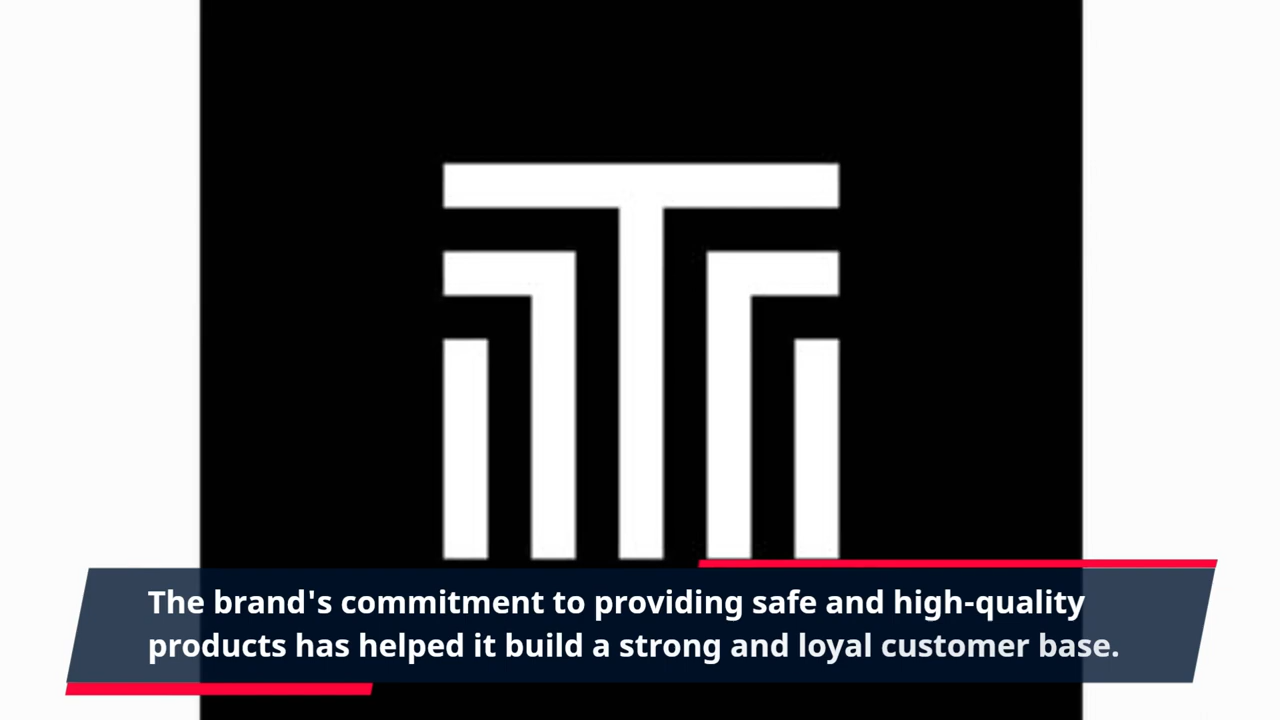 The brand's commitment to providing safe and high-quality
products has helped it build a strong and loyal customer base.